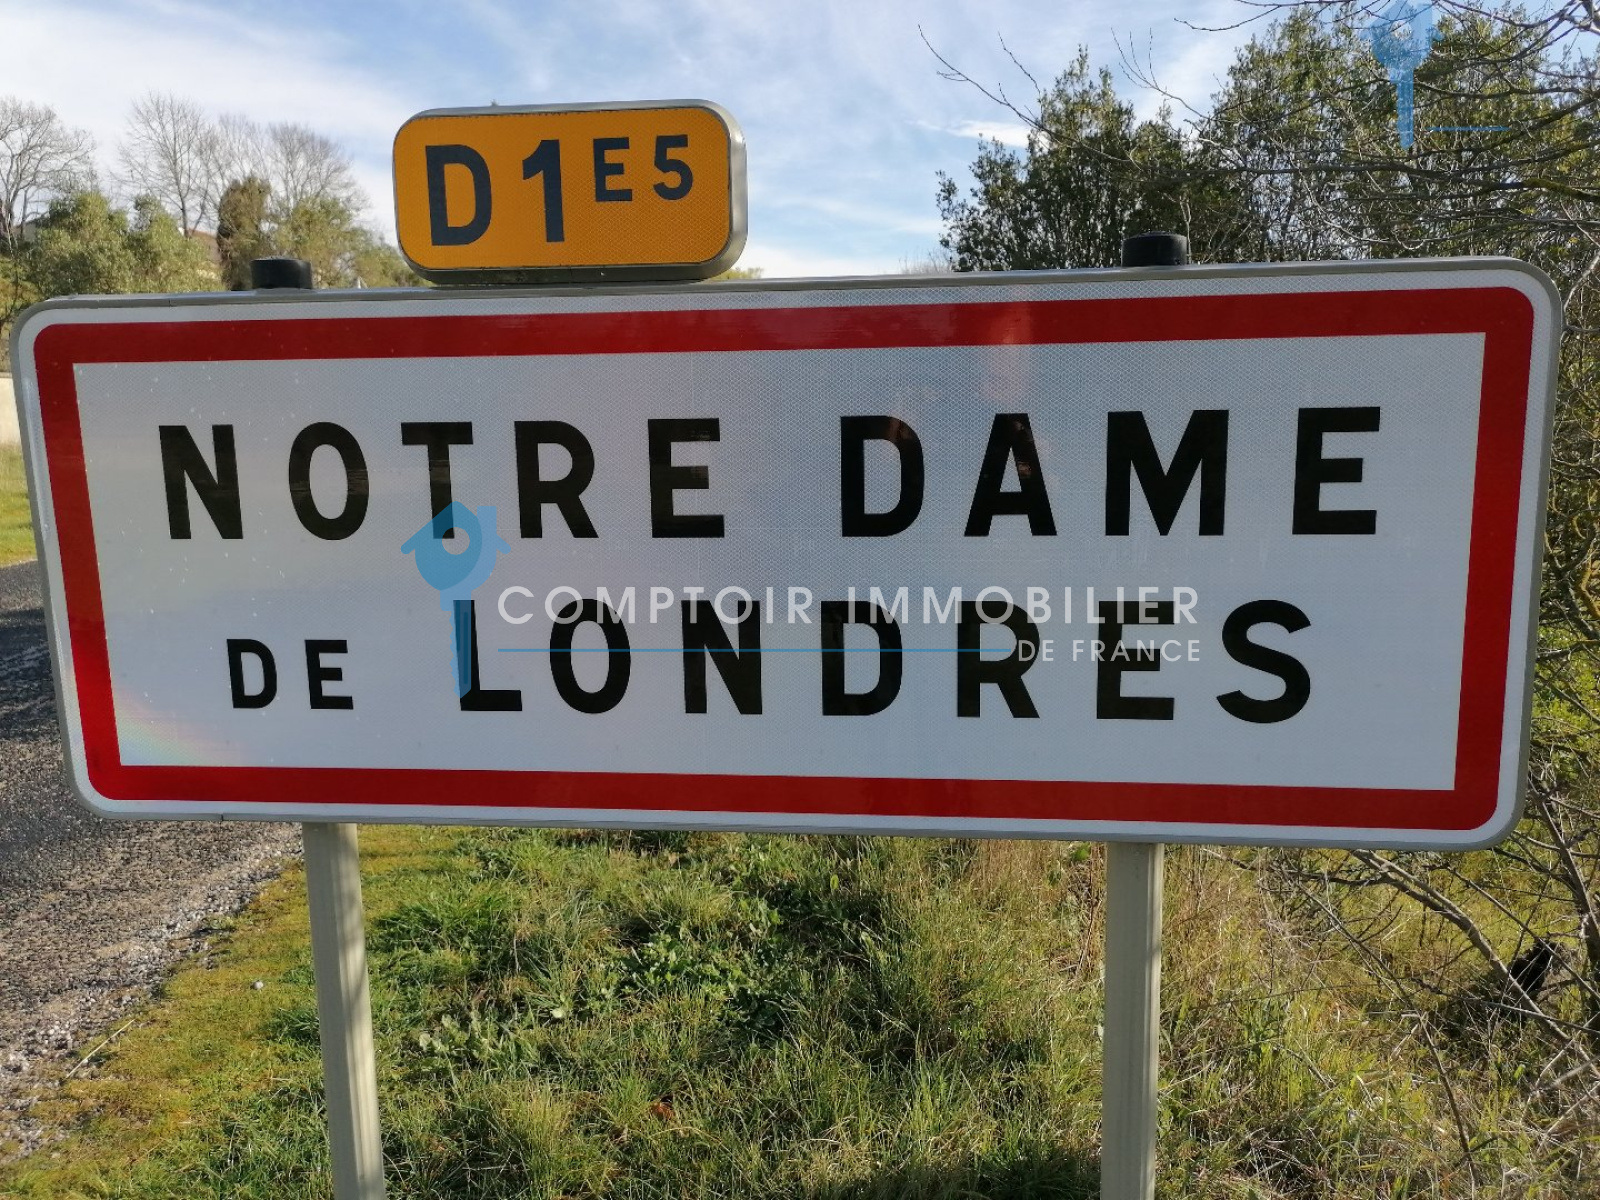 D1E5
NOTRE DAME
DE LONDRES
COMPTOIR IMMOBILIER
DE FRANCE